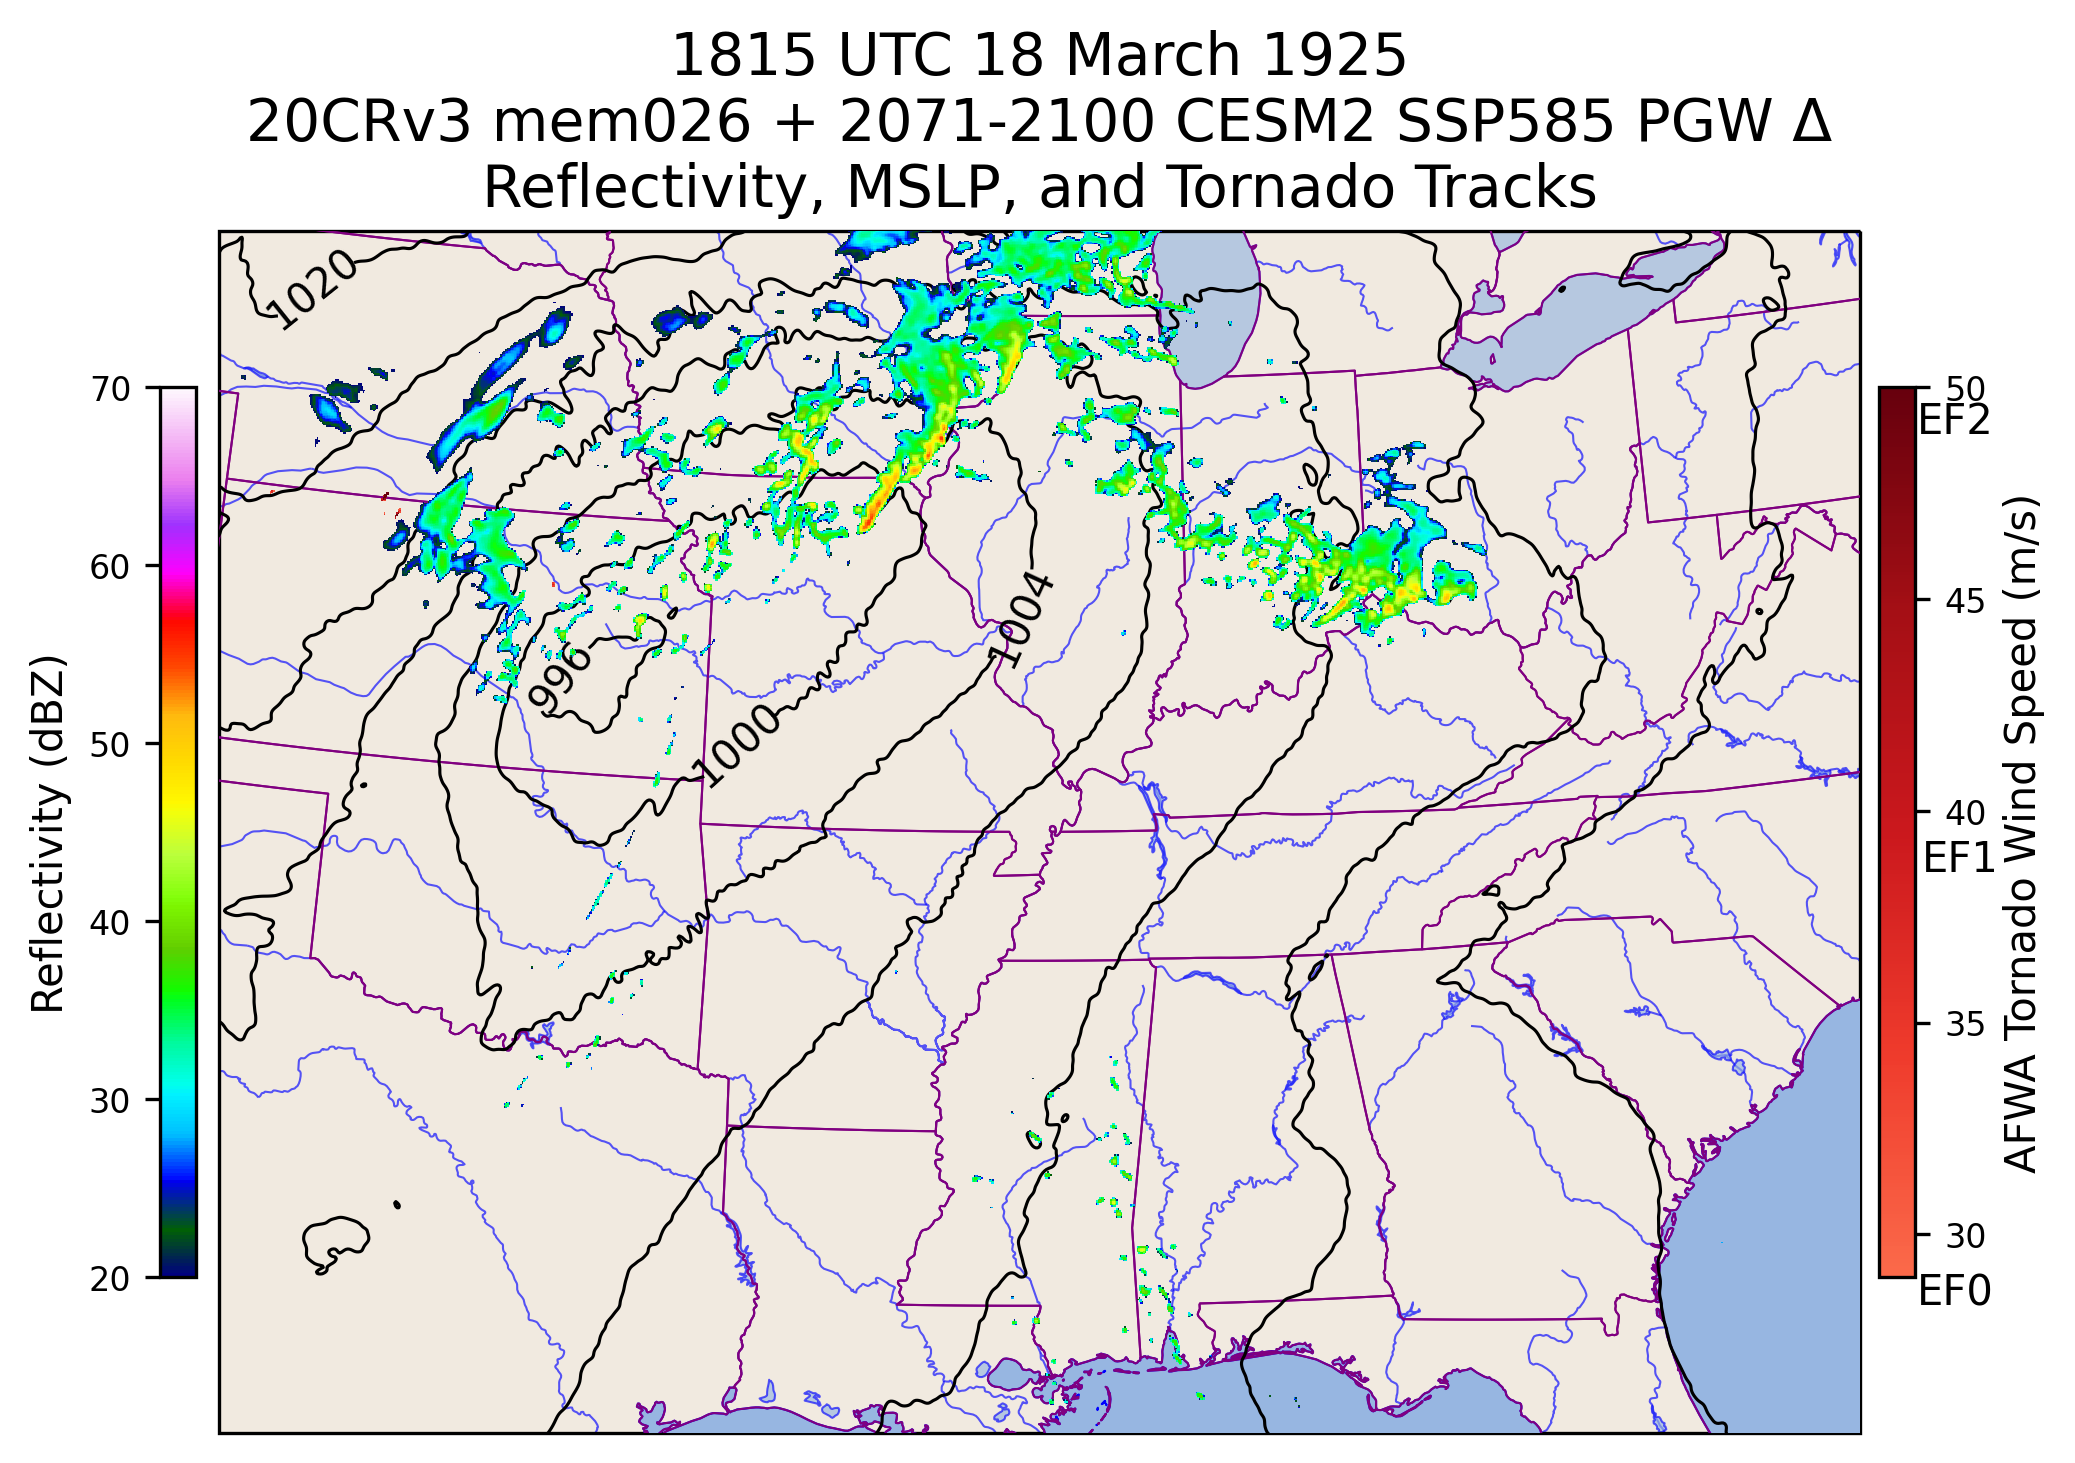 1815 UTC 18 March 1925
20CRv3 mem026 + 2071-2100 CESM2 SSP585 PGW Δ
Reflectivity, MSLP, and Tornado Tracks
1020
996
1000
1004
70
60
50
40
30
20
Reflectivity (dBZ)
50
EF2
45
40
EF1
35
30
EF0
AFWA Tornado Wind Speed (m/s)